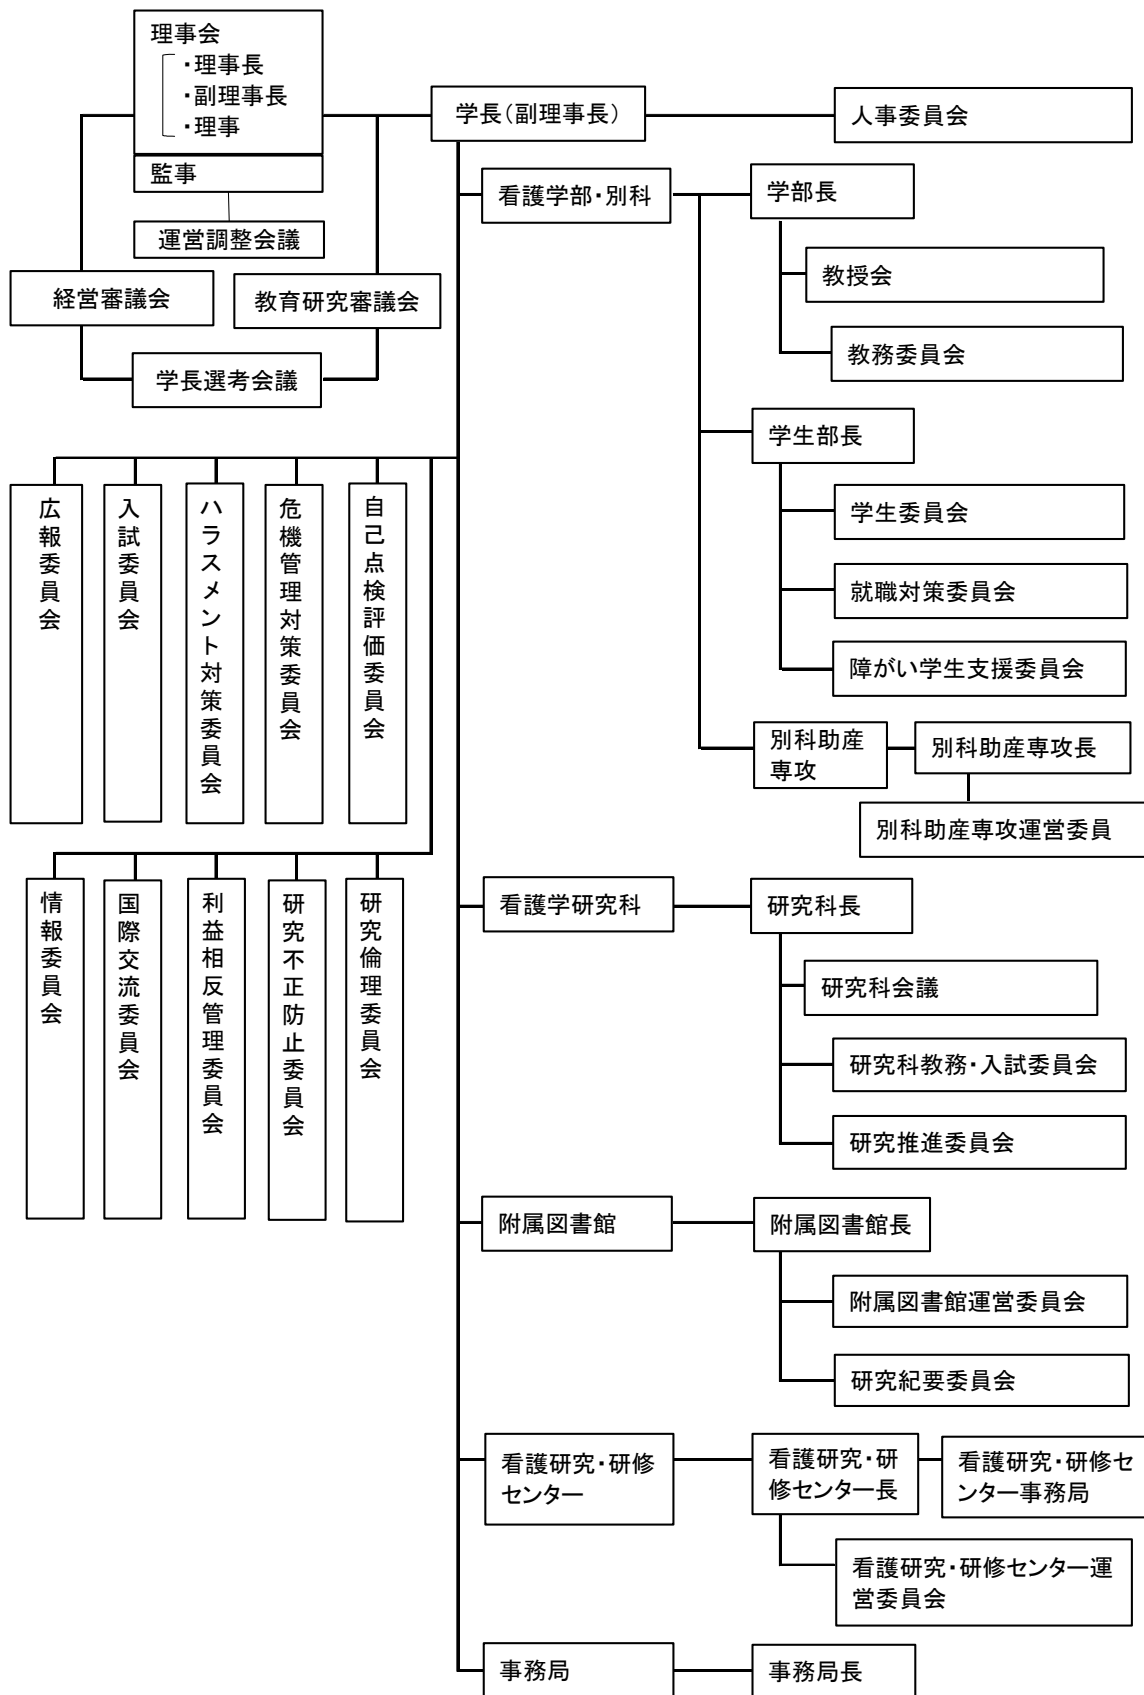 理事会
・理事長
・副理事長
・理事
監事
運営調整会議
経営審議会
教育研究審議会
学長選考会議
学長（副理事長）
人事委員会
看護学部・別科
学部長
教授会
教務委員会
学生部長
学生委員会
就職対策委員会
障がい学生支援委員会
別科助産
専攻
別科助産専攻長
別科助産専攻運営委員
広報委員会
入試委員会
ハラスメント対策委員会
危機管理対策委員会
自己点検評価委員会
情報委員会
国際交流委員会
利益相反管理委員会
研究不正防止委員会
研究倫理委員会
看護学研究科
研究科長
研究科会議
研究科教務・入試委員会
研究推進委員会
附属図書館
附属図書館長
附属図書館運営委員会
研究紀要委員会
看護研究・研修
センター
看護研究・研
修センター長
看護研究・研修セ
ンター事務局
看護研究・研修センター運
営委員会
事務局
事務局長